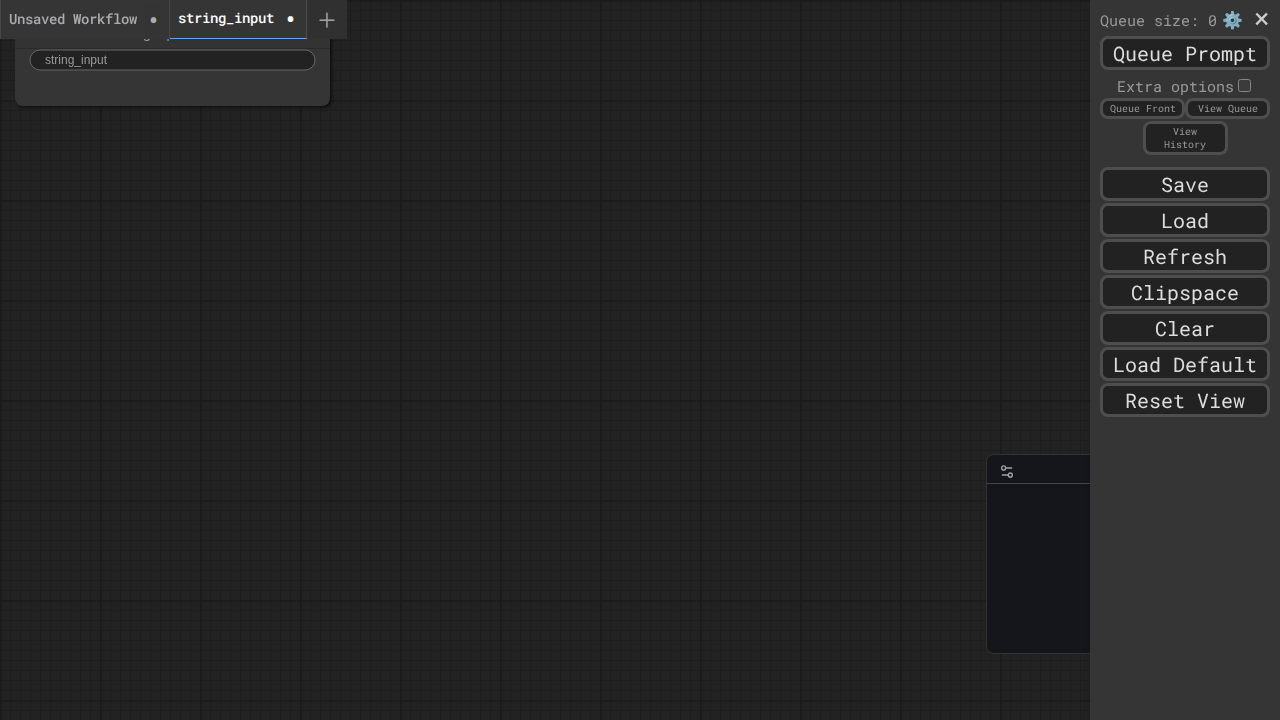 Unsaved Workflow
string_input
string_input
Queue size: 0
Queue Prompt
Extra options
Queue Front
View Queue
View
History
Save
Load
Refresh
Clipspace
Clear
Load Default
Reset View